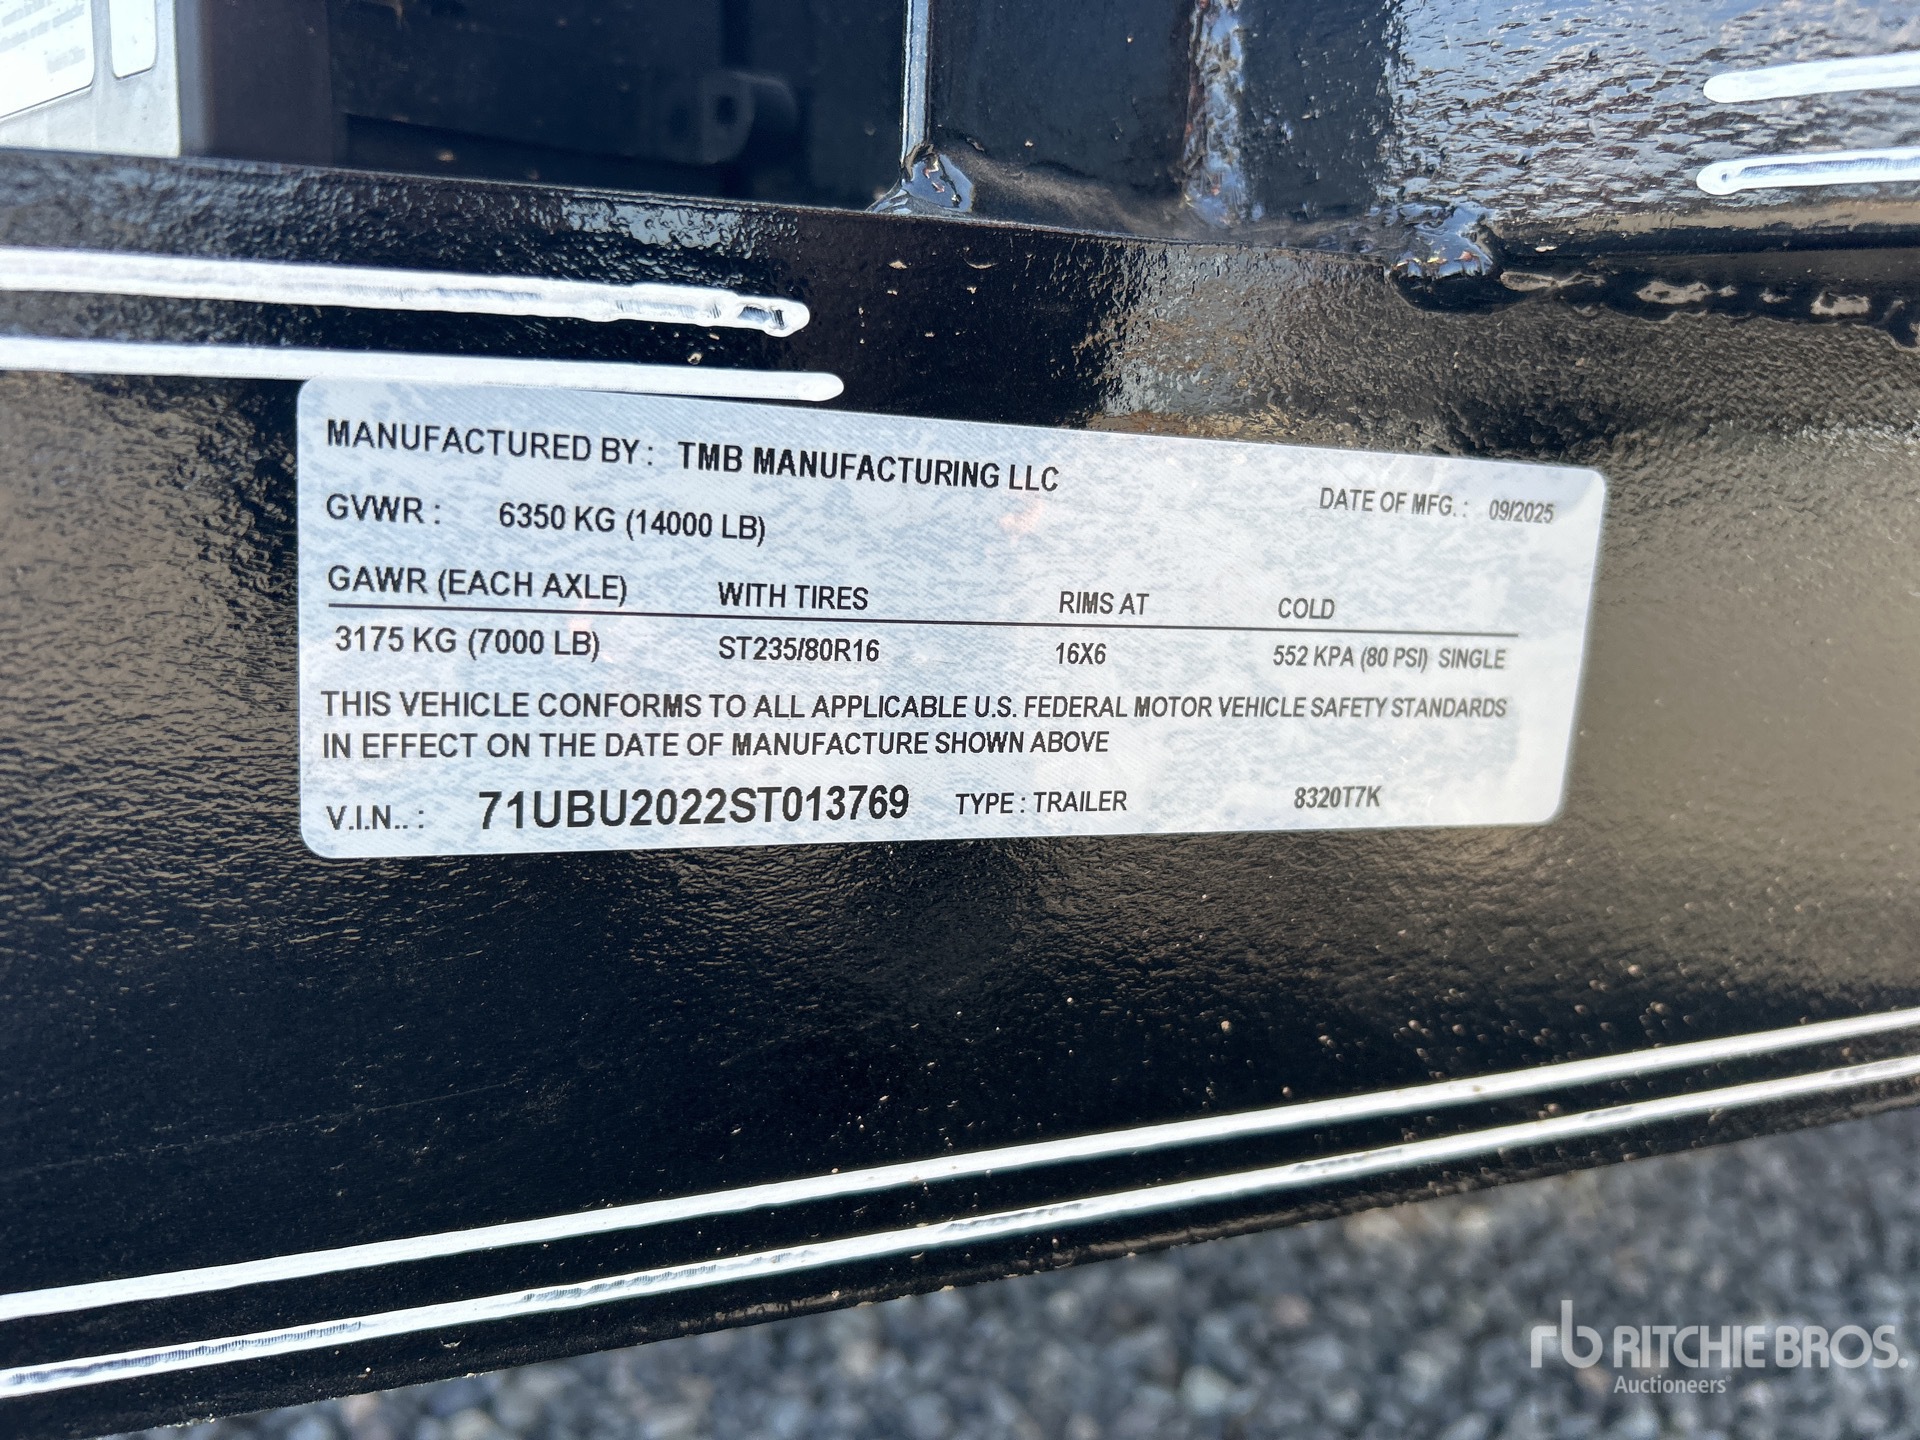 MANUFACTURED BY : TMB MANUFACTURING LLC
DATE OF MFG. : 09/2025
GVWR : 6350 KG (14000 LB)
GAWR (EACH AXLE) WITH TIRES RIMS AT COLD
3175 KG (7000 LB) ST235/80R16 16X6 552 KPA (80 PSI) SINGLE
THIS VEHICLE CONFORMS TO ALL APPLICABLE U.S. FEDERAL MOTOR VEHICLE SAFETY STANDARDS
IN EFFECT ON THE DATE OF MANUFACTURE SHOWN ABOVE
V.I.N.. : 71UBU2022ST013769 TYPE : TRAILER 8320T7K
rb RITCHIE BROS.
Auctioneers